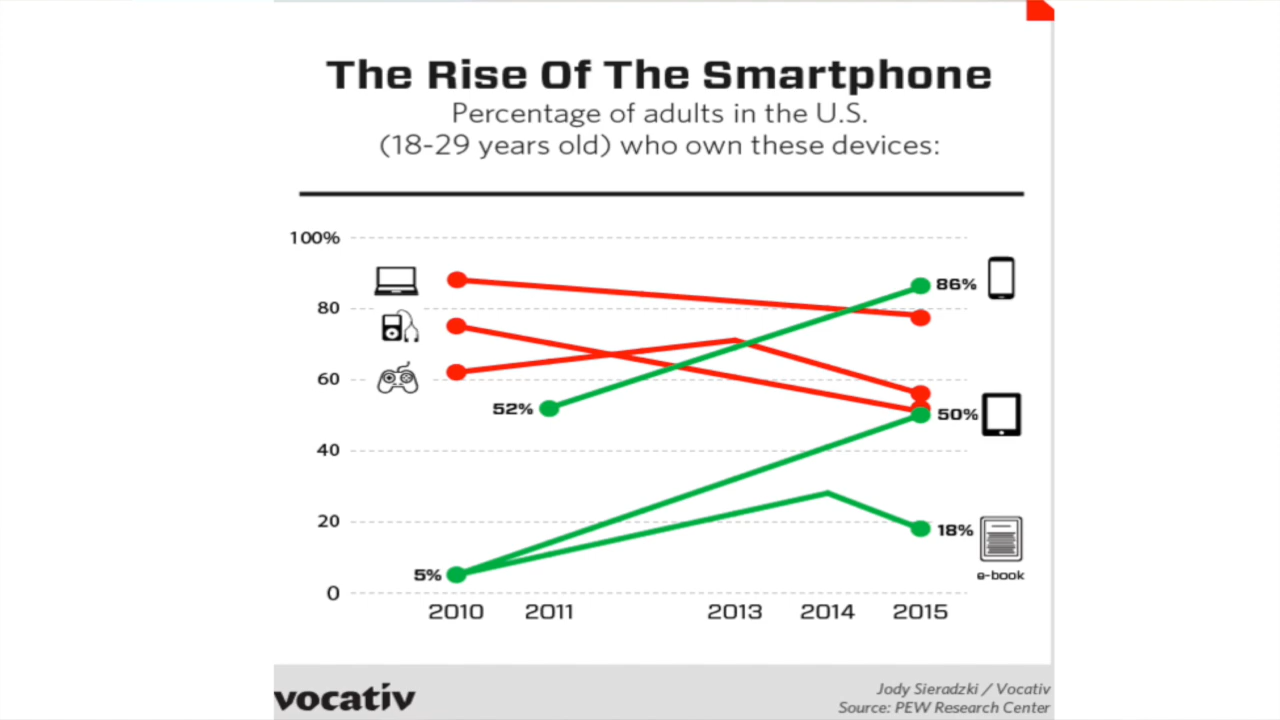 The Rise Of The Smartphone
Percentage of adults in the U.S.
(18-29 years old) who own these devices:
100%
86%
80
60
52%
50%
40
20
18%
e-book
5%
0
2010 2011 2013 2014 2015
vocativ
Jody Sieradzki / Vocativ
Source: PEW Research Center